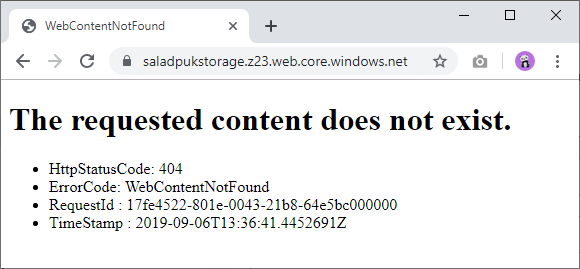 WebContentNotFound
saladpukstorage.z23.web.core.windows.net
The requested content does not exist.
HttpStatusCode: 404
ErrorCode: WebContentNotFound
RequestId : 17fe4522-801e-0043-21b8-64e5bc000000
TimeStamp : 2019-09-06T13:36:41.4452691Z